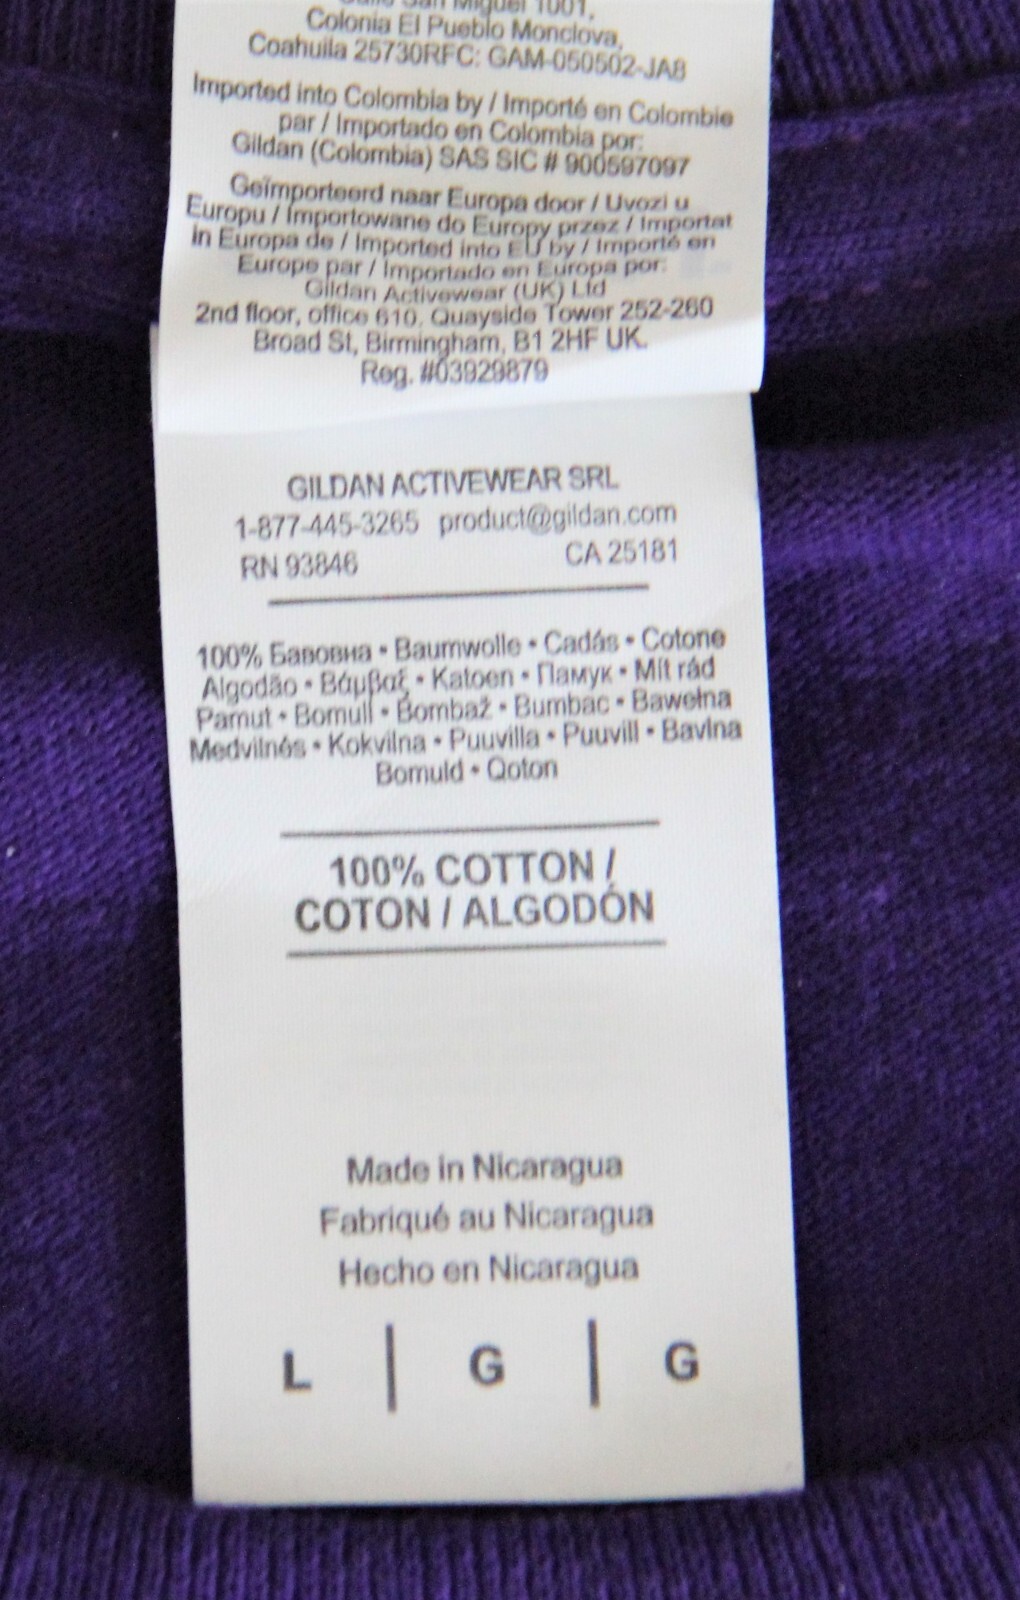 Calle San Miguel 1001,
Colonia El Pueblo Monclova,
Coahuila 25730RFC: GAM-050502-JA8
Imported into Colombia by / Importé en Colombie
par / Importado en Colombia por:
Gildan (Colombia) SAS SIC # 900597097
Geïmporteerd naar Europa door / Uvozi u
Europu / Importowane do Europy przez / Importat
in Europa de / Imported into EU by / Importé en
Europe par / Importado en Europa por:
Gildan Activewear (UK) Ltd
2nd floor, office 610, Quayside Tower 252-260
Broad St, Birmingham, B1 2HF UK.
Reg. #03929879
GILDAN ACTIVEWEAR SRL
1-877-445-3265 product@gildan.com
RN 93846 CA 25181
100% Бавовна • Baumwolle • Cadás • Cotone
Algodão • Βάμβαξ • Katoen • Памук • Mit rád
Pamut • Bomull • Bombaž • Bumbac • Bawełna
Medvilnės • Kokvilna • Puuvilla • Puuvill • Bavlna
Bomuld • Qoton
100% COTTON /
COTON / ALGODÓN
Made in Nicaragua
Fabriqué au Nicaragua
Hecho en Nicaragua
L | G | G